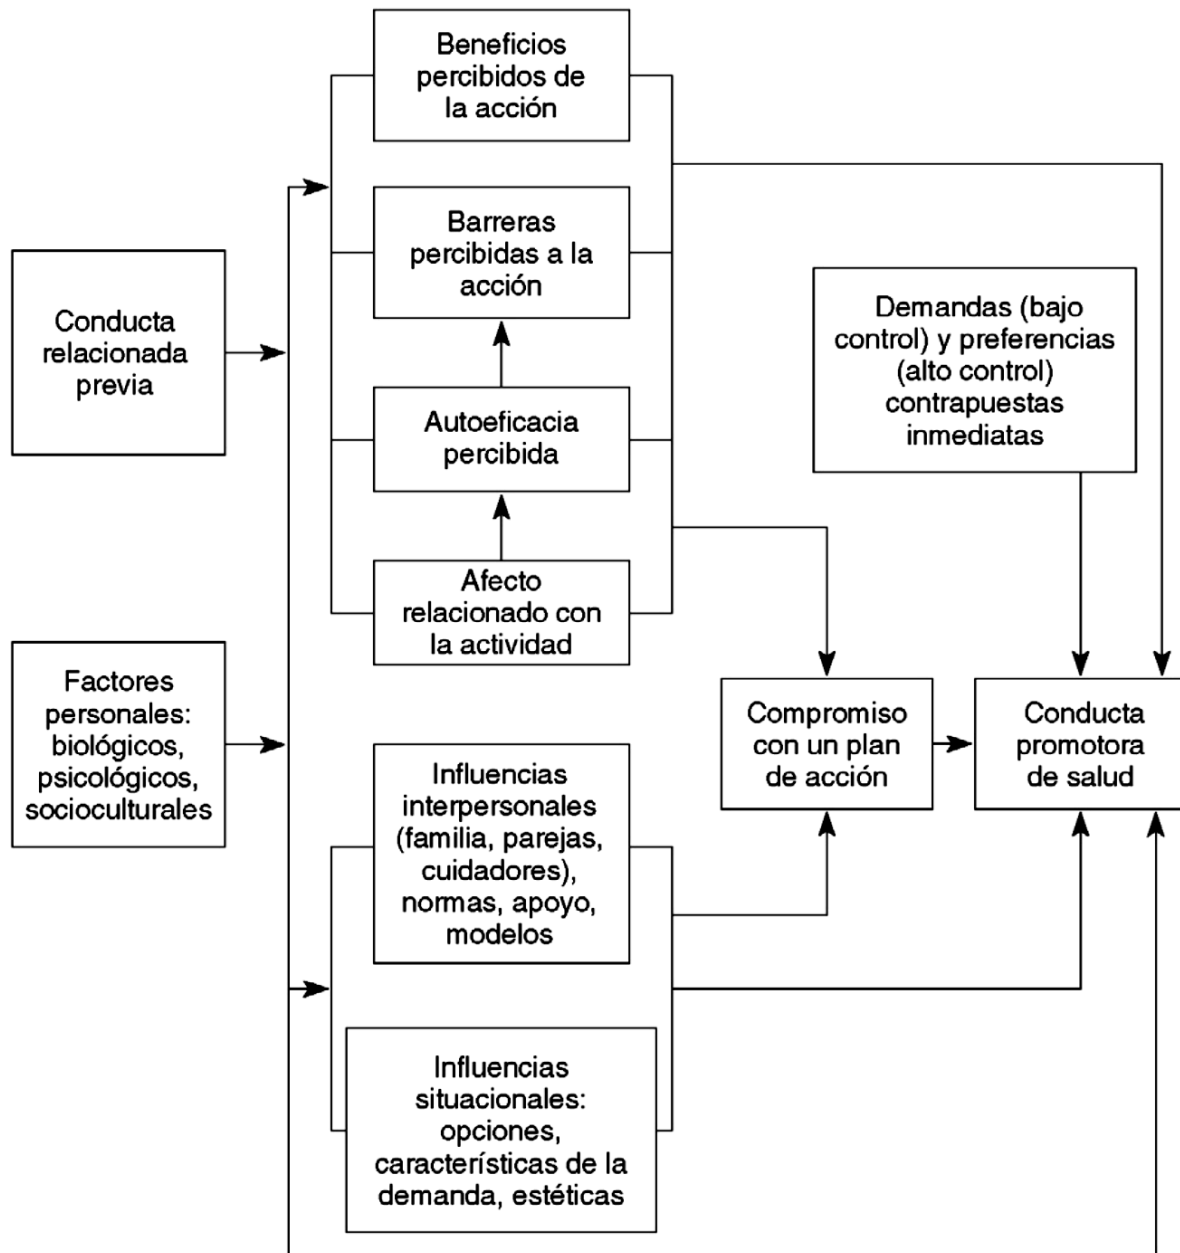 Beneficios
percibidos de
la acción
Barreras
percibidas a la
acción
Conducta
relacionada
previa
Demandas (bajo
control) y preferencias
(alto control)
contrapuestas
inmediatas
Autoeficacia
percibida
Afecto
relacionado con
la actividad
Factores
personales:
biológicos,
psicológicos,
socioculturales
Compromiso
con un plan
de acción
Conducta
promotora
de salud
Influencias
interpersonales
(familia, parejas,
cuidadores),
normas, apoyo,
modelos
Influencias
situacionales:
opciones,
características de la
demanda, estéticas